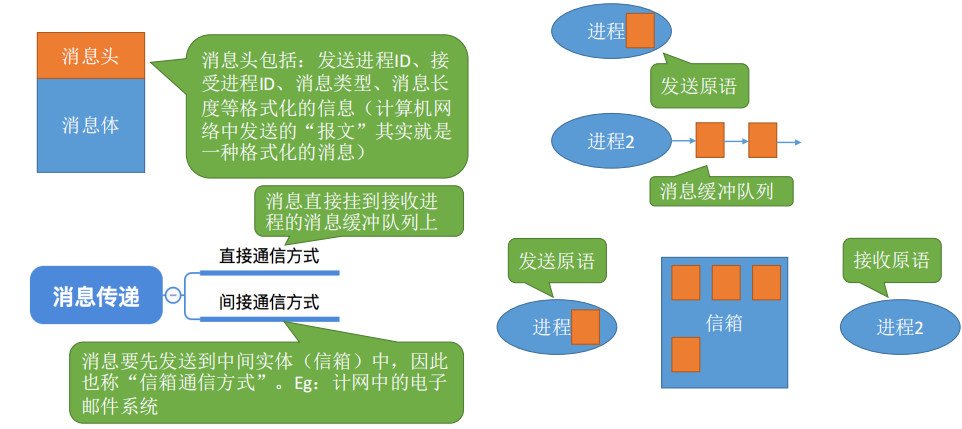 消息头
消息体
消息头包括：发送进程ID、接
受进程ID、消息类型、消息长
度等格式化的信息（计算机网
络中发送的“报文”其实就是
一种格式化的消息）
进程
发送原语
进程2
消息缓冲队列
消息直接挂到接收进
程的消息缓冲队列上
消息传递
直接通信方式
间接通信方式
消息要先发送到中间实体（信箱）中，因此
也称“信箱通信方式”。Eg：计网中的电子
邮件系统
发送原语
进程
信箱
接收原语
进程2